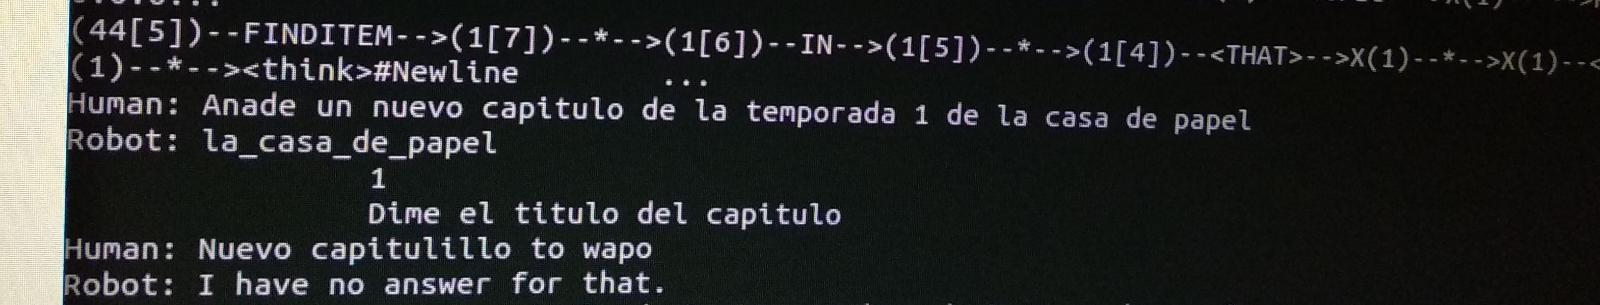 (44[5])--FINDITEM-->(1[7])--*-->(1[6])--IN-->(1[5])--*-->(1[4])--<THAT>-->X(1)--*-->X(1)--<
(1)--*--><think>#Newline ...
Human: Anade un nuevo capitulo de la temporada 1 de la casa de papel
Robot: la_casa_de_papel
1
Dime el titulo del capitulo
Human: Nuevo capitulillo to wapo
Robot: I have no answer for that.